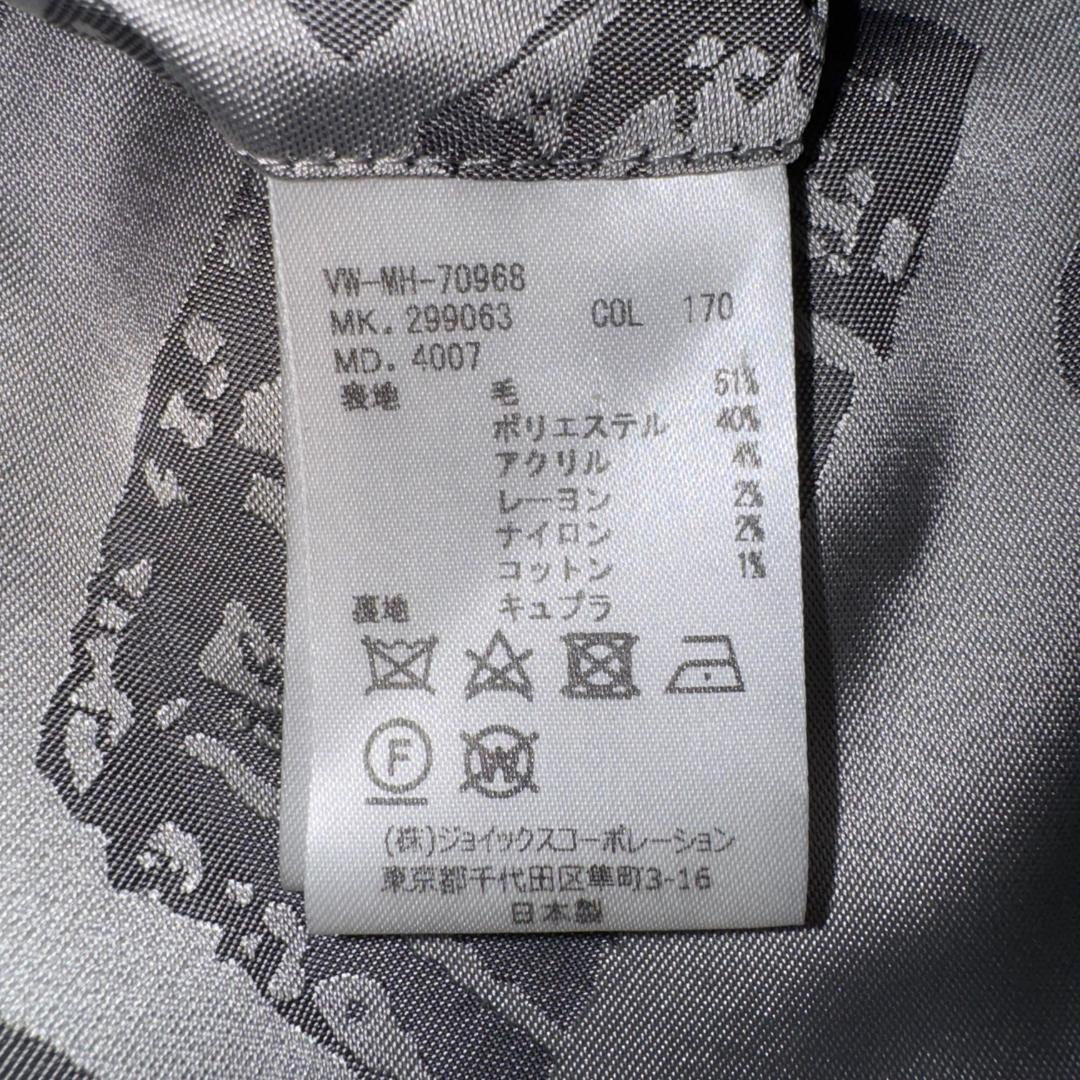 VW-MH-70968
MK. 299063 COL 170
MD. 4007
表地 毛 51%
ポリエステル 40%
アクリル 4%
レーヨン 2%
ナイロン 2%
コットン 1%
裏地 キュプラ
F W
(株)ジョイックスコーポレーション
東京都千代田区隼町3-16
日本製